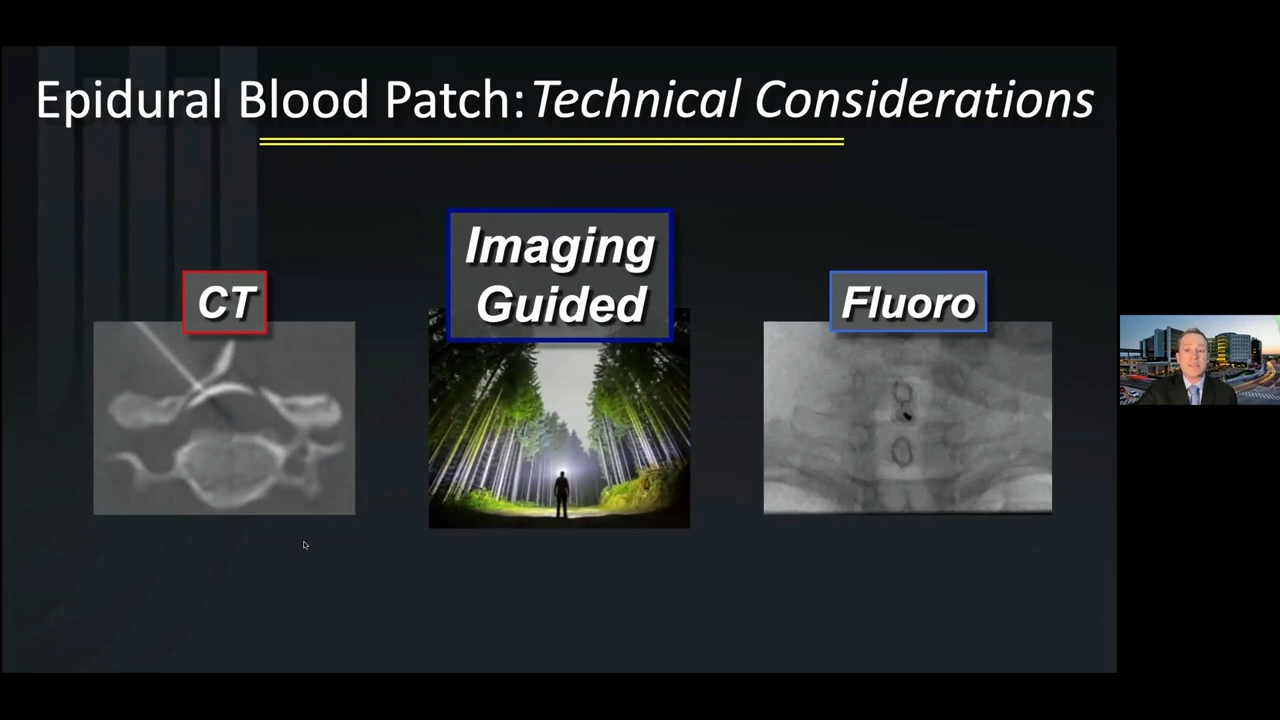 Epidural Blood Patch: Technical Considerations
Imaging
Guided
CT
Fluoro